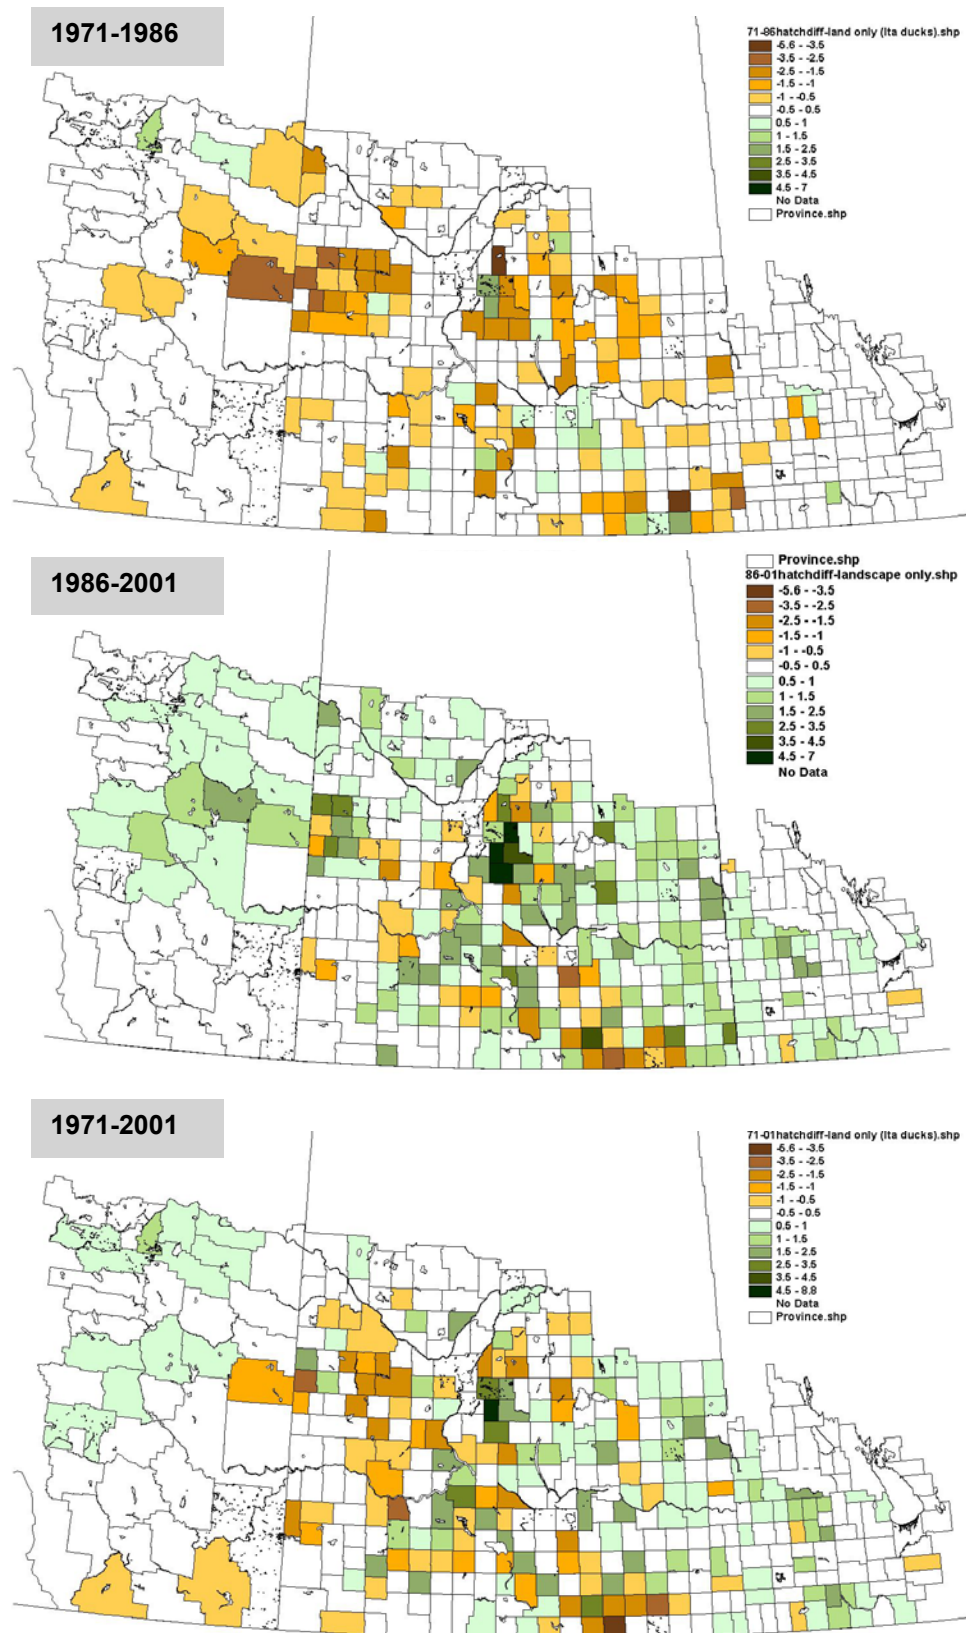 1971-1986
71-86hatchdiff-land only (lta ducks).shp
-5.6 - -3.5
-3.5 - -2.5
-2.5 - -1.5
-1.5 - -1
-1 - -0.5
-0.5 - 0.5
0.5 - 1
1 - 1.5
1.5 - 2.5
2.5 - 3.5
3.5 - 4.5
4.5 - 7
No Data
Province.shp
1986-2001
Province.shp
86-01hatchdiff-landscape only.shp
-5.6 - -3.5
-3.5 - -2.5
-2.5 - -1.5
-1.5 - -1
-1 - -0.5
-0.5 - 0.5
0.5 - 1
1 - 1.5
1.5 - 2.5
2.5 - 3.5
3.5 - 4.5
4.5 - 7
No Data
1971-2001
71-01hatchdiff-land only (lta ducks).shp
-5.6 - -3.5
-3.5 - -2.5
-2.5 - -1.5
-1.5 - -1
-1 - -0.5
-0.5 - 0.5
0.5 - 1
1 - 1.5
1.5 - 2.5
2.5 - 3.5
3.5 - 4.5
4.5 - 8.8
No Data
Province.shp